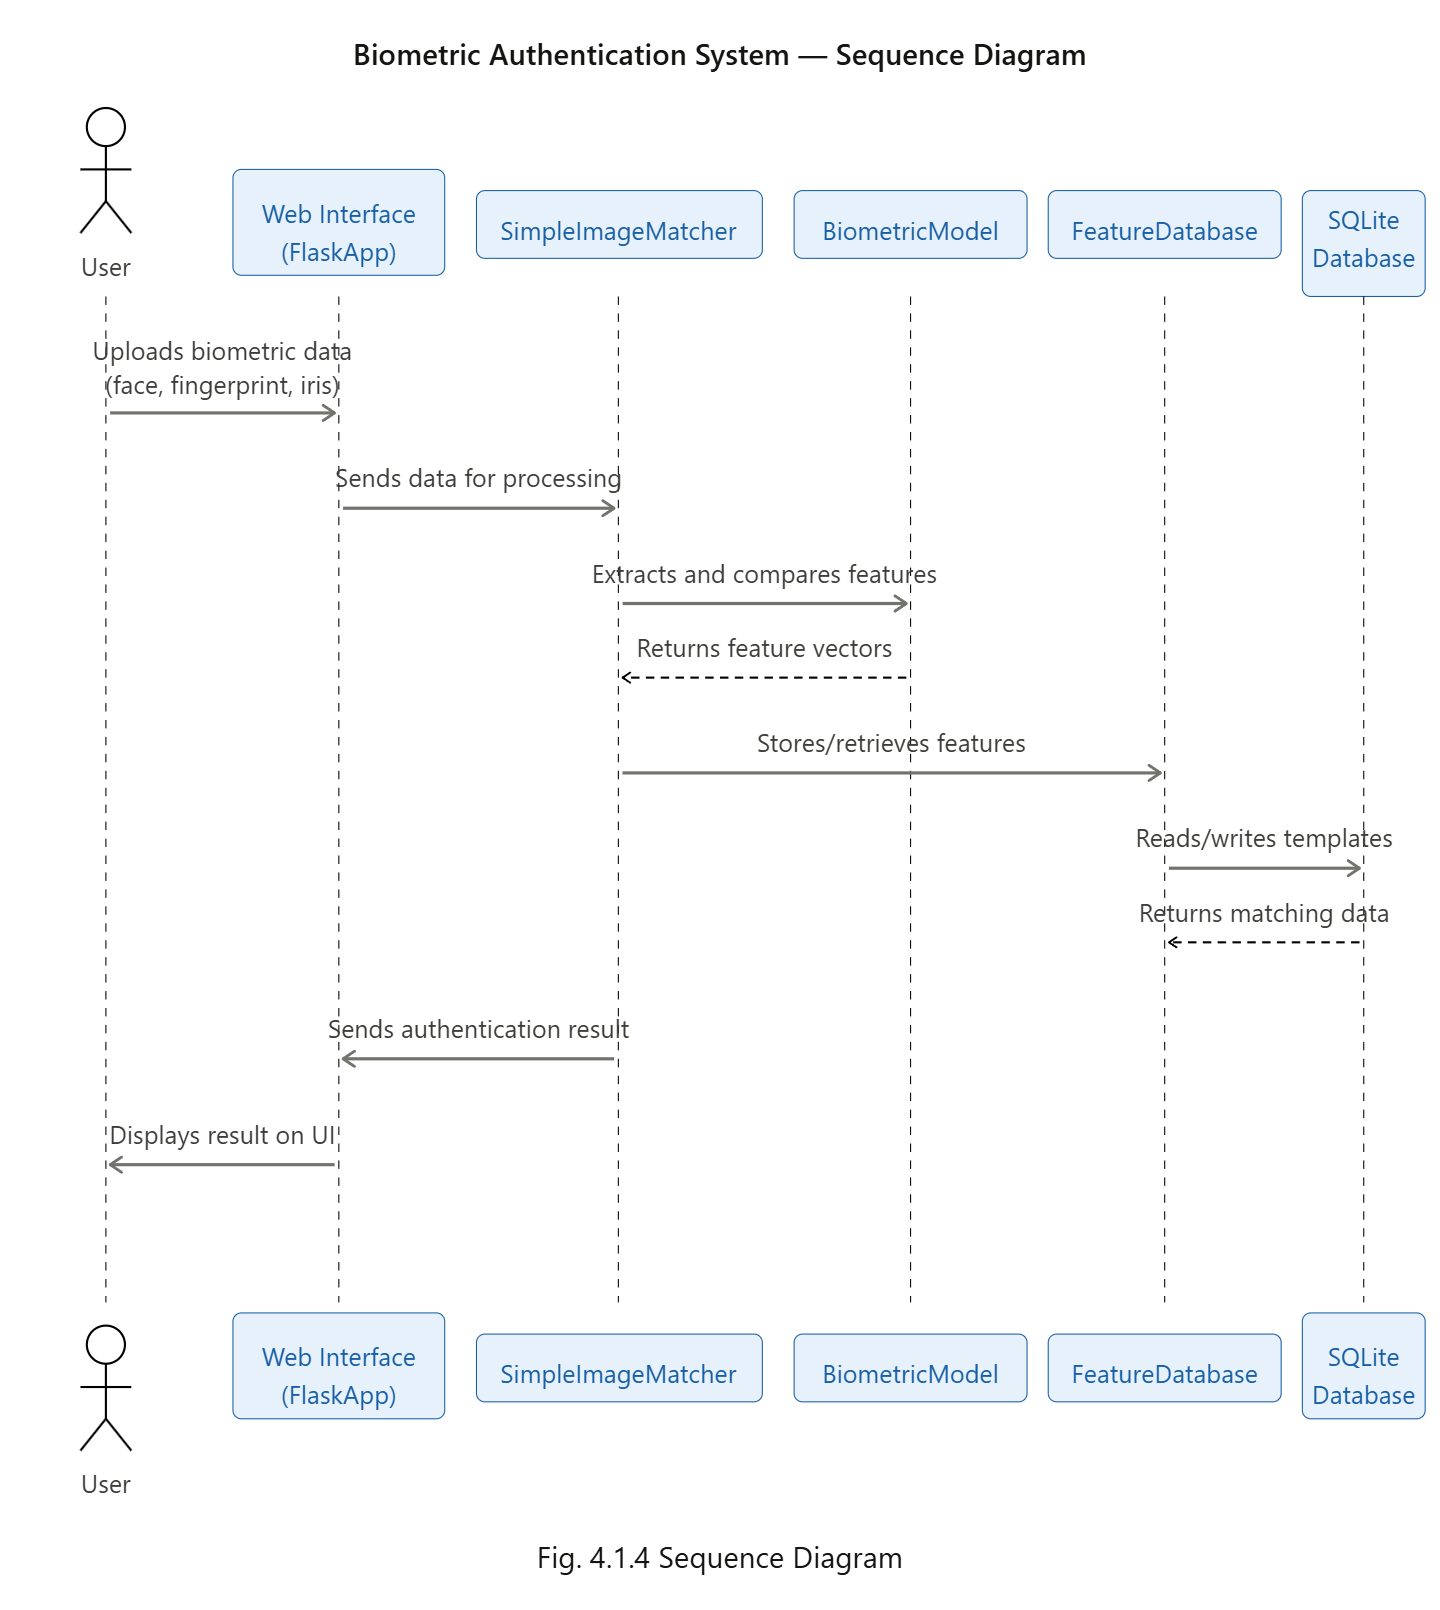 Biometric Authentication System — Sequence Diagram
User
Web Interface
(FlaskApp)
SimpleImageMatcher
BiometricModel
FeatureDatabase
SQLite
Database
Uploads biometric data
(face, fingerprint, iris)
Sends data for processing
Extracts and compares features
Returns feature vectors
Stores/retrieves features
Reads/writes templates
Returns matching data
Sends authentication result
Displays result on UI
Web Interface
(FlaskApp)
SimpleImageMatcher
BiometricModel
FeatureDatabase
SQLite
Database
User
Fig. 4.1.4 Sequence Diagram